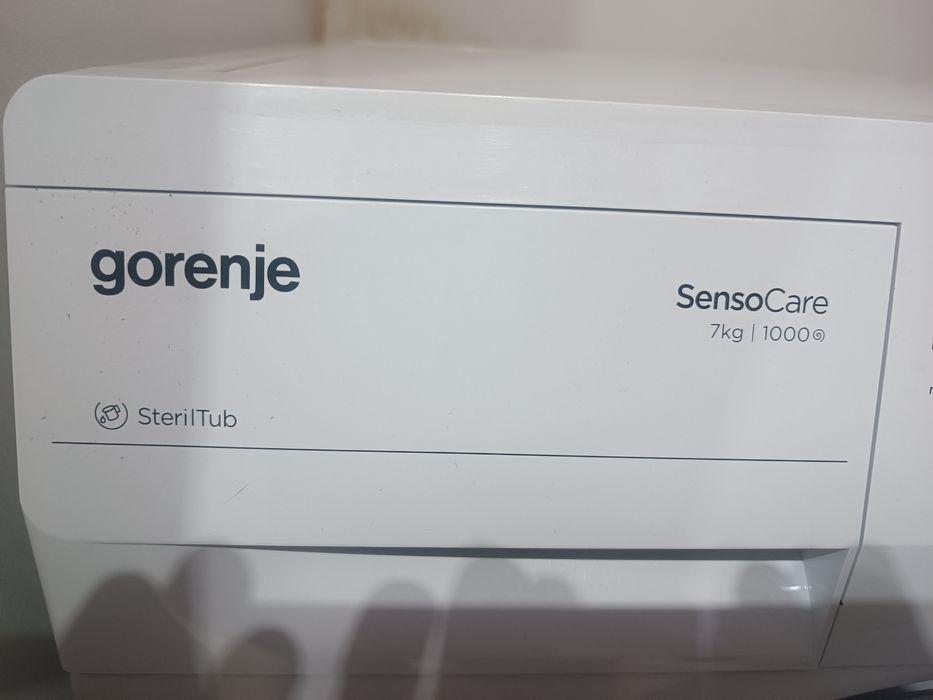 gorenje
SensoCare
7kg | 1000
SterilTub